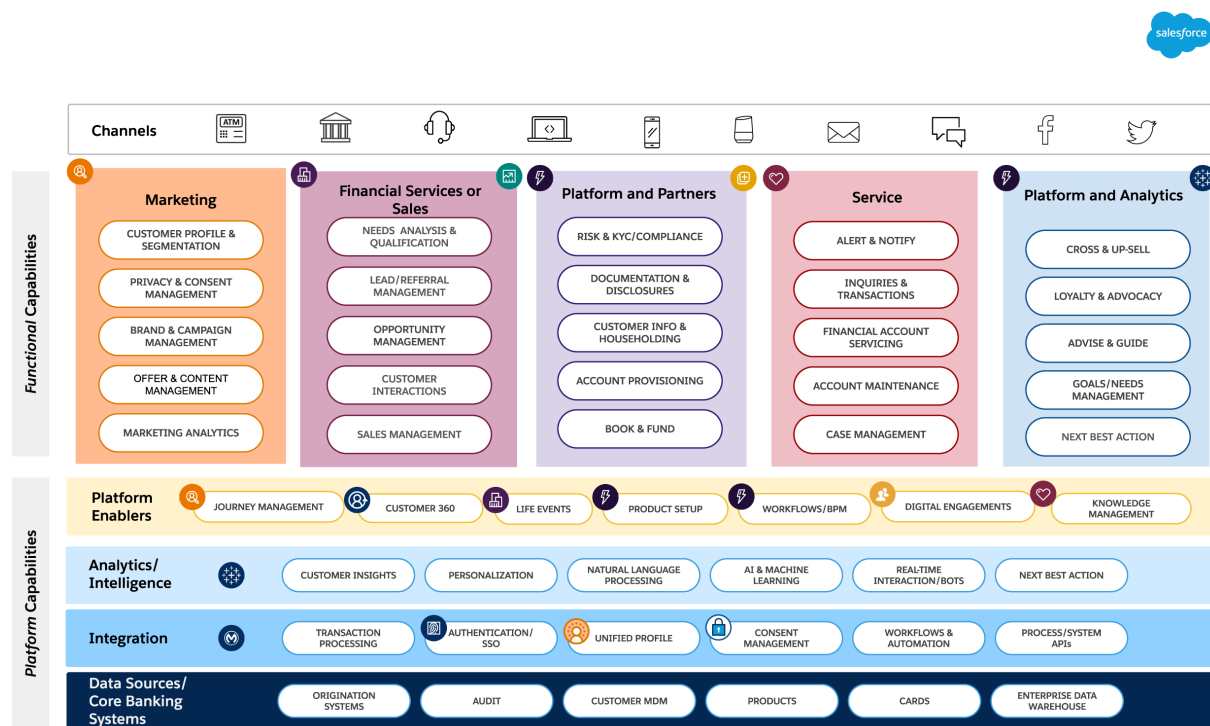 salesforce
Channels
ATM
Functional Capabilities
Marketing
CUSTOMER PROFILE &
SEGMENTATION
PRIVACY & CONSENT
MANAGEMENT
BRAND & CAMPAIGN
MANAGEMENT
OFFER & CONTENT
MANAGEMENT
MARKETING ANALYTICS
Financial Services or
Sales
NEEDS ANALYSIS &
QUALIFICATION
LEAD/REFERRAL
MANAGEMENT
OPPORTUNITY
MANAGEMENT
CUSTOMER
INTERACTIONS
SALES MANAGEMENT
Platform and Partners
RISK & KYC/COMPLIANCE
DOCUMENTATION &
DISCLOSURES
CUSTOMER INFO &
HOUSEHOLDING
ACCOUNT PROVISIONING
BOOK & FUND
Service
ALERT & NOTIFY
INQUIRIES &
TRANSACTIONS
FINANCIAL ACCOUNT
SERVICING
ACCOUNT MAINTENANCE
CASE MANAGEMENT
Platform and Analytics
CROSS & UP-SELL
LOYALTY & ADVOCACY
ADVISE & GUIDE
GOALS/NEEDS
MANAGEMENT
NEXT BEST ACTION
Platform Capabilities
Platform
Enablers
JOURNEY MANAGEMENT
CUSTOMER 360
LIFE EVENTS
PRODUCT SETUP
WORKFLOWS/BPM
DIGITAL ENGAGEMENTS
KNOWLEDGE
MANAGEMENT
Analytics/
Intelligence
CUSTOMER INSIGHTS
PERSONALIZATION
NATURAL LANGUAGE
PROCESSING
AI & MACHINE
LEARNING
REAL-TIME
INTERACTION/BOTS
NEXT BEST ACTION
Integration
TRANSACTION
PROCESSING
AUTHENTICATION/
SSO
UNIFIED PROFILE
CONSENT
MANAGEMENT
WORKFLOWS &
AUTOMATION
PROCESS/SYSTEM
APIs
Data Sources/
Core Banking
Systems
ORIGINATION
SYSTEMS
AUDIT
CUSTOMER MDM
PRODUCTS
CARDS
ENTERPRISE DATA
WAREHOUSE